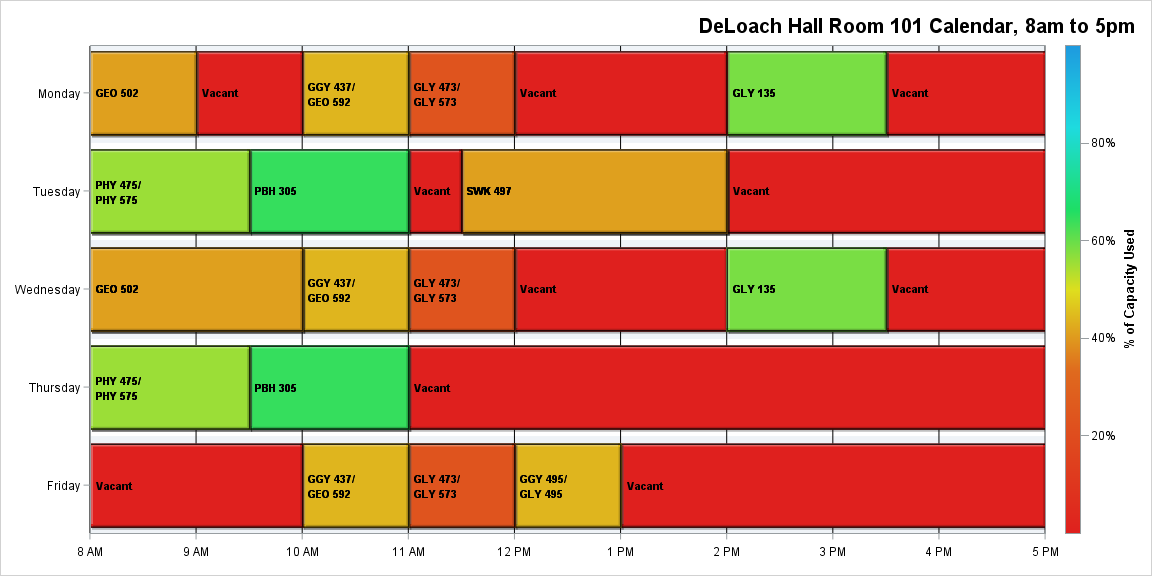 DeLoach Hall Room 101 Calendar, 8am to 5pm
Monday
GEO 502
Vacant
GGY 437/
GEO 592
GLY 473/
GLY 573
Vacant
GLY 135
Vacant
Tuesday
PHY 475/
PHY 575
PBH 305
Vacant
SWK 497
Vacant
Wednesday
GEO 502
GGY 437/
GEO 592
GLY 473/
GLY 573
Vacant
GLY 135
Vacant
Thursday
PHY 475/
PHY 575
PBH 305
Vacant
Friday
Vacant
GGY 437/
GEO 592
GLY 473/
GLY 573
GGY 495/
GLY 495
Vacant
8 AM
9 AM
10 AM
11 AM
12 PM
1 PM
2 PM
3 PM
4 PM
5 PM
80%
60%
40%
20%
% of Capacity Used